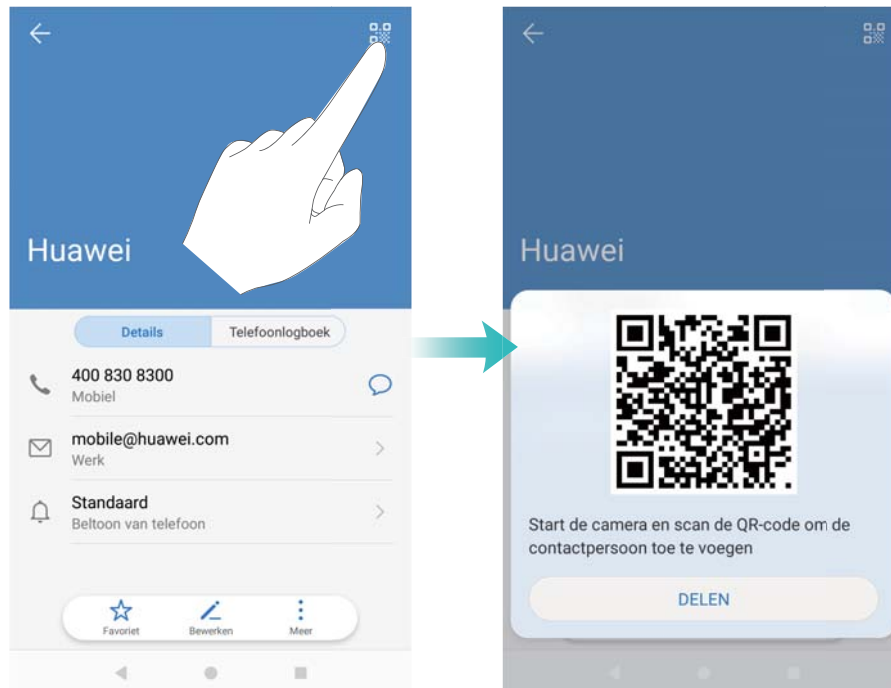 Huawei
Details Telefoonlogboek
400 830 8300
Mobiel
mobile@huawei.com
Werk
Standaard
Beltoon van telefoon
Favoriet Bewerken Meer
Huawei
Start de camera en scan de QR-code om de
contactpersoon toe te voegen
DELEN